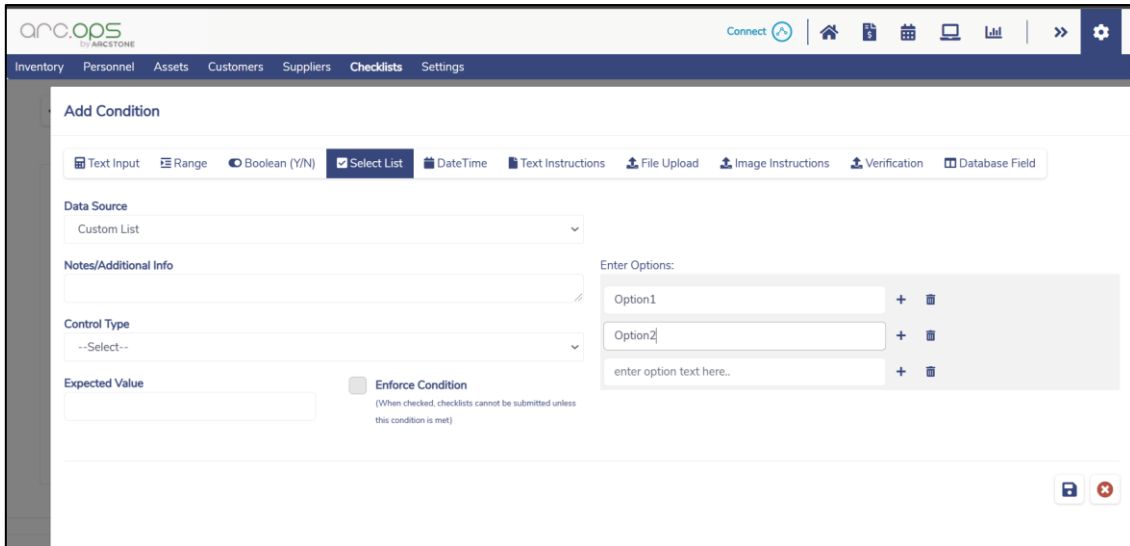 arc.ops
by ARCSTONE
Connect
Inventory Personnel Assets Customers Suppliers Checklists Settings
Add Condition
Text Input Range Boolean (Y/N) Select List DateTime Text Instructions File Upload Image Instructions Verification Database Field
Data Source
Custom List
Notes/Additional Info
Enter Options:
Option1
Control Type
Option2
--Select--
enter option text here..
Expected Value
Enforce Condition
(When checked, checklists cannot be submitted unless
this condition is met)